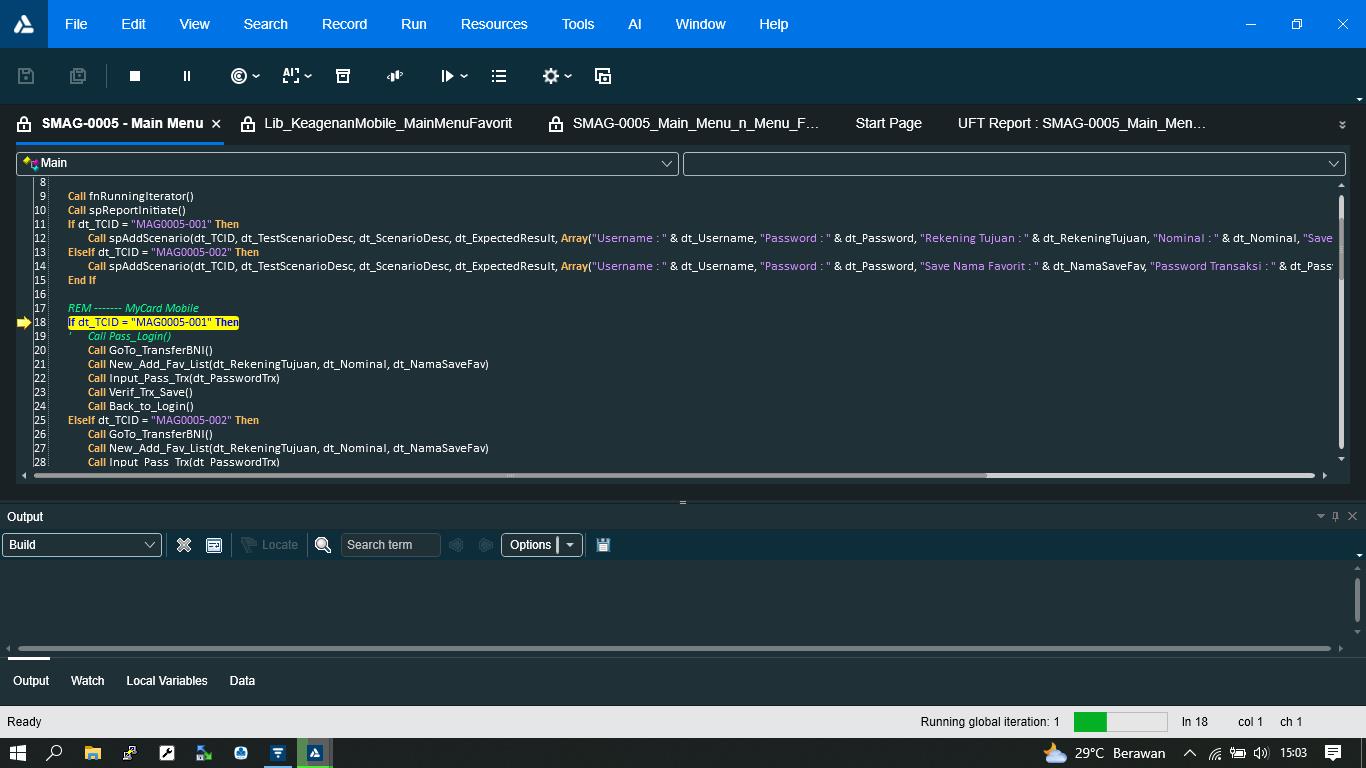 File Edit View Search Record Run Resources Tools AI Window Help
SMAG-0005 - Main Menu Lib_KeagenanMobile_MainMenuFavorit SMAG-0005_Main_Menu_n_Menu_F... Start Page UFT Report : SMAG-0005_Main_Men...
Main
8
9 Call fnRunningIterator()
10 Call spReportInitiate()
11 If dt_TCID = "MAG0005-001" Then
12 Call spAddScenario(dt_TCID, dt_TestScenarioDesc, dt_ScenarioDesc, dt_ExpectedResult, Array("Username : " & dt_Username, "Password : " & dt_Password, "Rekening Tujuan : " & dt_RekeningTujuan, "Nominal : " & dt_Nominal, "Save
13 ElseIf dt_TCID = "MAG0005-002" Then
14 Call spAddScenario(dt_TCID, dt_TestScenarioDesc, dt_ScenarioDesc, dt_ExpectedResult, Array("Username : " & dt_Username, "Password : " & dt_Password, "Save Nama Favorit : " & dt_NamaSaveFav, "Password Transaksi : " & dt_Pass
15 End If
16
17 REM ------- MyCard Mobile
18 If dt_TCID = "MAG0005-001" Then
19 ' Call Pass_Login()
20 Call GoTo_TransferBNI()
21 Call New_Add_Fav_List(dt_RekeningTujuan, dt_Nominal, dt_NamaSaveFav)
22 Call Input_Pass_Trx(dt_PasswordTrx)
23 Call Verif_Trx_Save()
24 Call Back_to_Login()
25 ElseIf dt_TCID = "MAG0005-002" Then
26 Call GoTo_TransferBNI()
27 Call New_Add_Fav_List(dt_RekeningTujuan, dt_Nominal, dt_NamaSaveFav)
28 Call Input_Pass_Trx(dt_PasswordTrx)
Output
Build Locate Search term Options
Output Watch Local Variables Data
Ready Running global iteration: 1 ln 18 col 1 ch 1
29°C Berawan 15:03